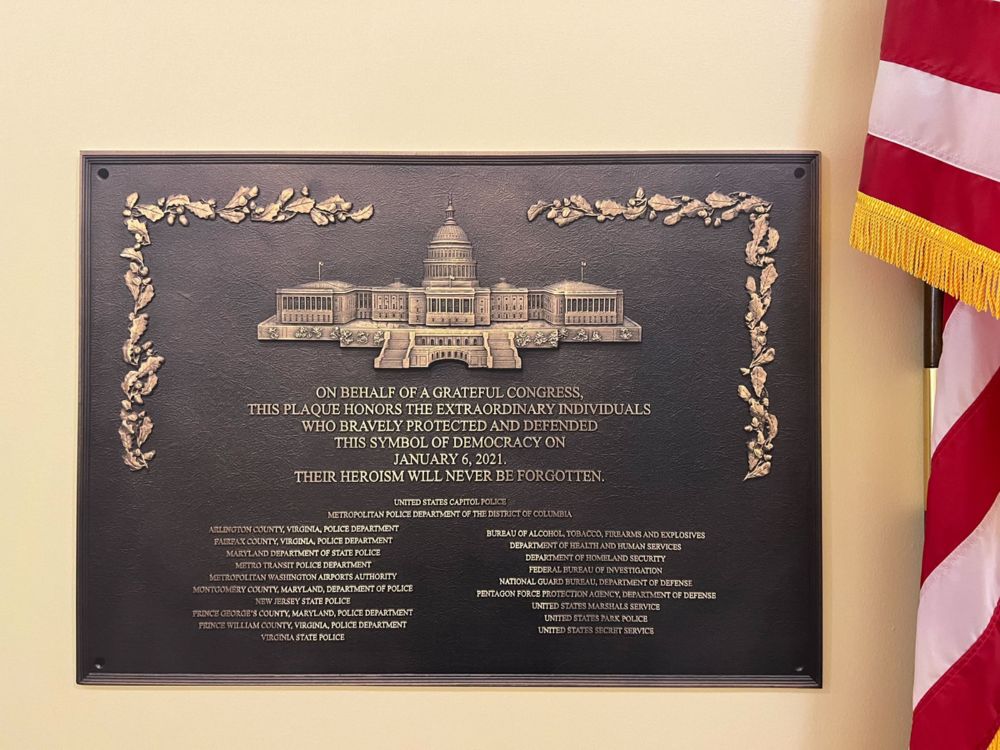 ON BEHALF OF A GRATEFUL CONGRESS,
THIS PLAQUE HONORS THE EXTRAORDINARY INDIVIDUALS
WHO BRAVELY PROTECTED AND DEFENDED
THIS SYMBOL OF DEMOCRACY ON
JANUARY 6, 2021.
THEIR HEROISM WILL NEVER BE FORGOTTEN.
UNITED STATES CAPITOL POLICE
METROPOLITAN POLICE DEPARTMENT OF THE DISTRICT OF COLUMBIA
ARLINGTON COUNTY, VIRGINIA, POLICE DEPARTMENT
FAIRFAX COUNTY, VIRGINIA, POLICE DEPARTMENT
MARYLAND DEPARTMENT OF STATE POLICE
METRO TRANSIT POLICE DEPARTMENT
METROPOLITAN WASHINGTON AIRPORTS AUTHORITY
MONTGOMERY COUNTY, MARYLAND, DEPARTMENT OF POLICE
NEW JERSEY STATE POLICE
PRINCE GEORGE'S COUNTY, MARYLAND, POLICE DEPARTMENT
PRINCE WILLIAM COUNTY, VIRGINIA, POLICE DEPARTMENT
VIRGINIA STATE POLICE
BUREAU OF ALCOHOL, TOBACCO, FIREARMS AND EXPLOSIVES
DEPARTMENT OF HEALTH AND HUMAN SERVICES
DEPARTMENT OF HOMELAND SECURITY
FEDERAL BUREAU OF INVESTIGATION
NATIONAL GUARD BUREAU, DEPARTMENT OF DEFENSE
PENTAGON FORCE PROTECTION AGENCY, DEPARTMENT OF DEFENSE
UNITED STATES MARSHALS SERVICE
UNITED STATES PARK POLICE
UNITED STATES SECRET SERVICE